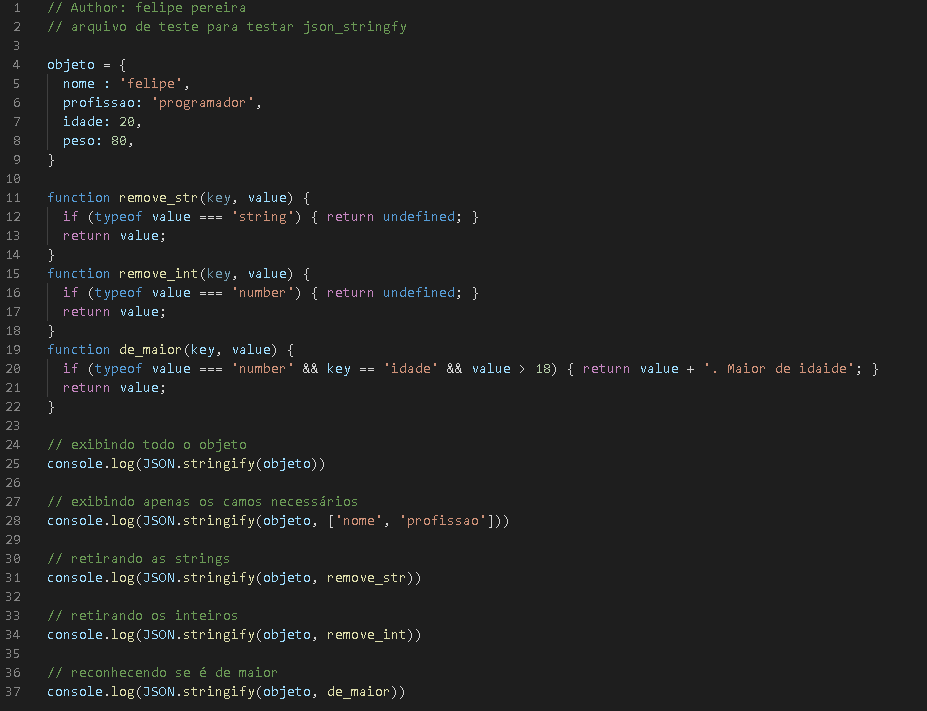 1 // Author: felipe pereira
2 // arquivo de teste para testar json_stringfy
3
4 objeto = {
5   nome : 'felipe',
6   profissao: 'programador',
7   idade: 20,
8   peso: 80,
9 }
10
11 function remove_str(key, value) {
12   if (typeof value === 'string') { return undefined; }
13   return value;
14 }
15 function remove_int(key, value) {
16   if (typeof value === 'number') { return undefined; }
17   return value;
18 }
19 function de_maior(key, value) {
20   if (typeof value === 'number' && key == 'idade' && value > 18) { return value + '. Maior de idaide'; }
21   return value;
22 }
23
24 // exibindo todo o objeto
25 console.log(JSON.stringify(objeto))
26
27 // exibindo apenas os camos necessários
28 console.log(JSON.stringify(objeto, ['nome', 'profissao']))
29
30 // retirando as strings
31 console.log(JSON.stringify(objeto, remove_str))
32
33 // retirando os inteiros
34 console.log(JSON.stringify(objeto, remove_int))
35
36 // reconhecendo se é de maior
37 console.log(JSON.stringify(objeto, de_maior))